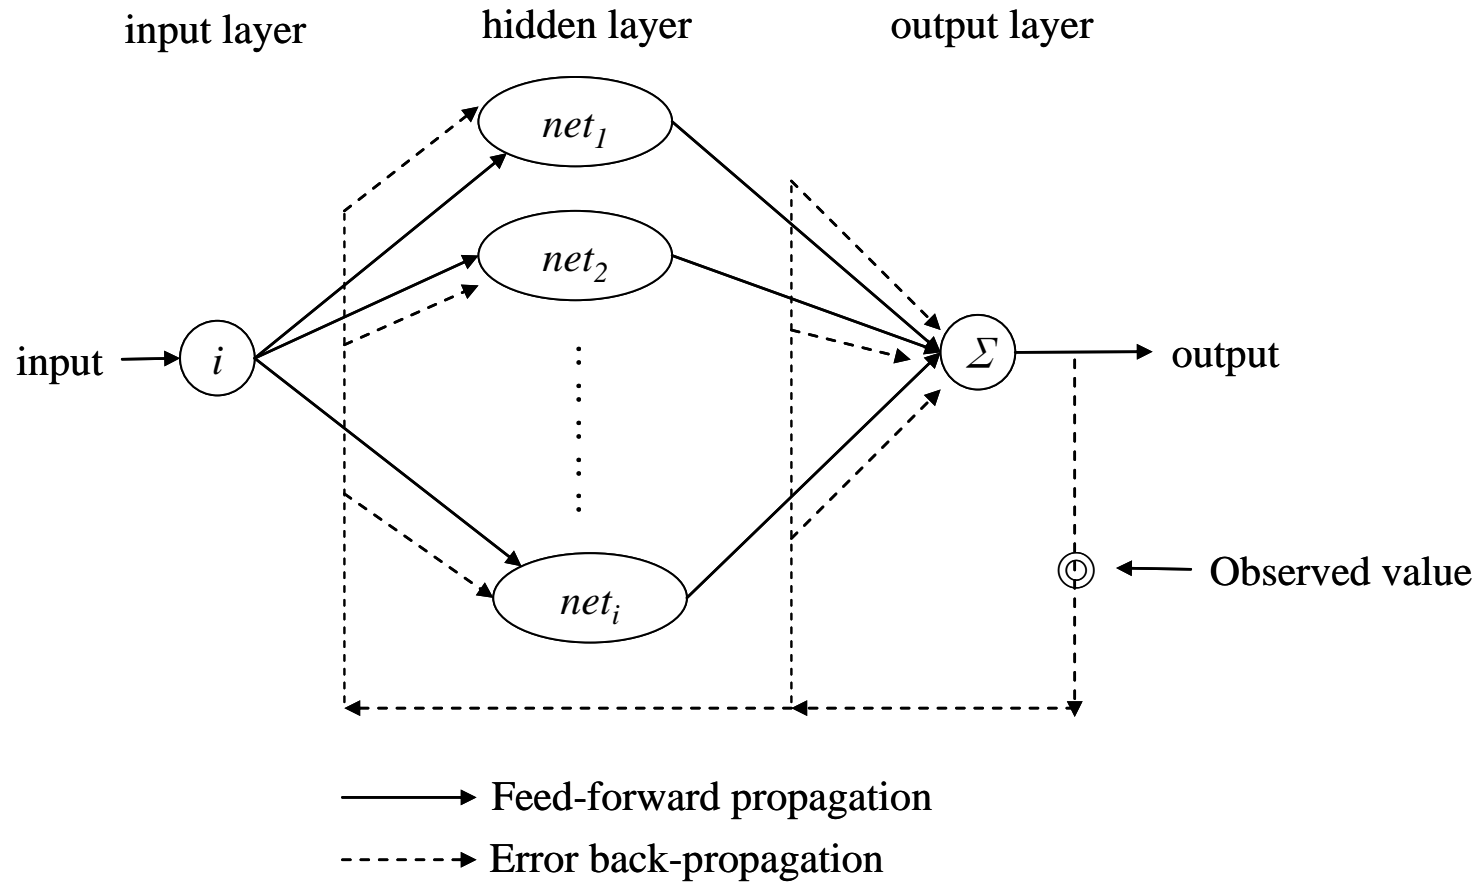 input layer
hidden layer
output layer
net1
net2
input
i
Σ
output
Observed value
neti
Feed-forward propagation
Error back-propagation